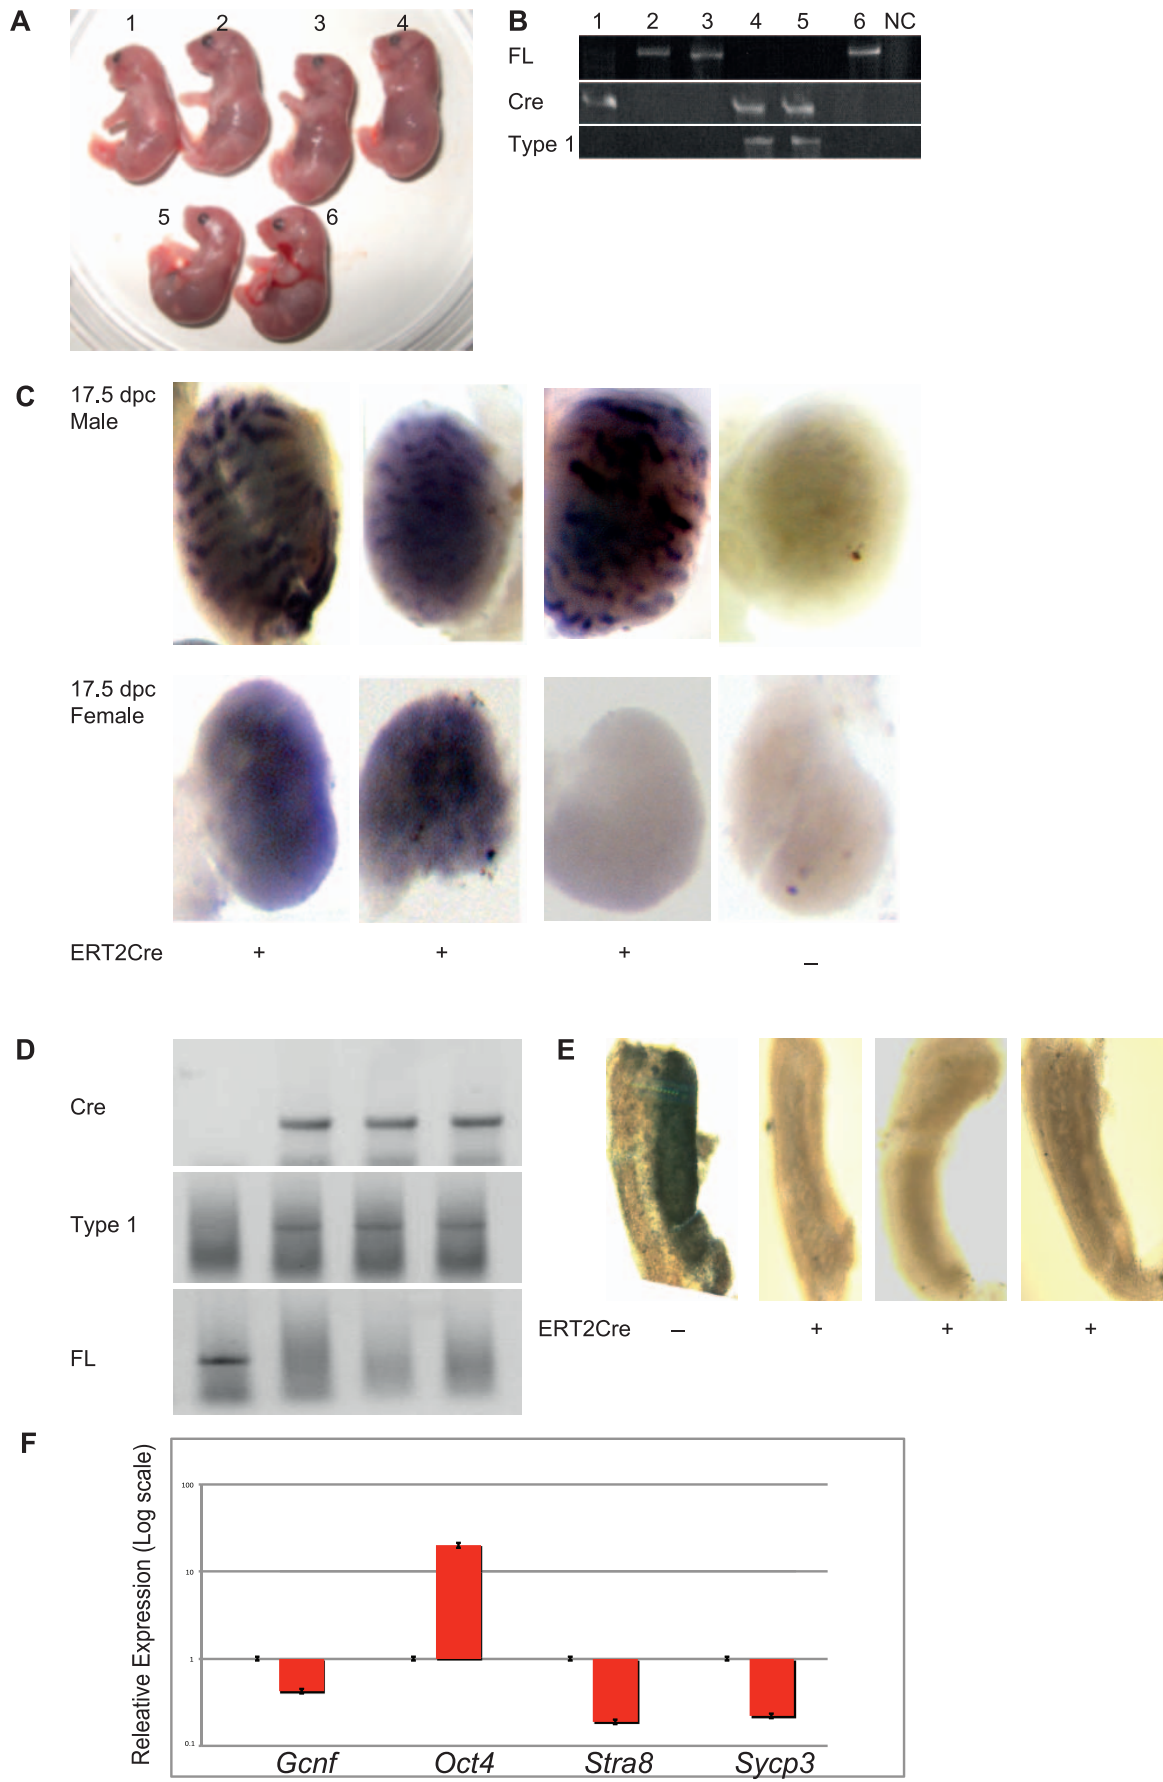 A
1 2 3 4
5 6
B
1 2 3 4 5 6 NC
FL
Cre
Type 1
C
17.5 dpc
Male
17.5 dpc
Female
ERT2Cre + + + –
D
Cre
Type 1
FL
E
ERT2Cre – + + +
F
Releative Expression (Log scale)
100
10
1
0.1
Gcnf Oct4 Stra8 Sycp3